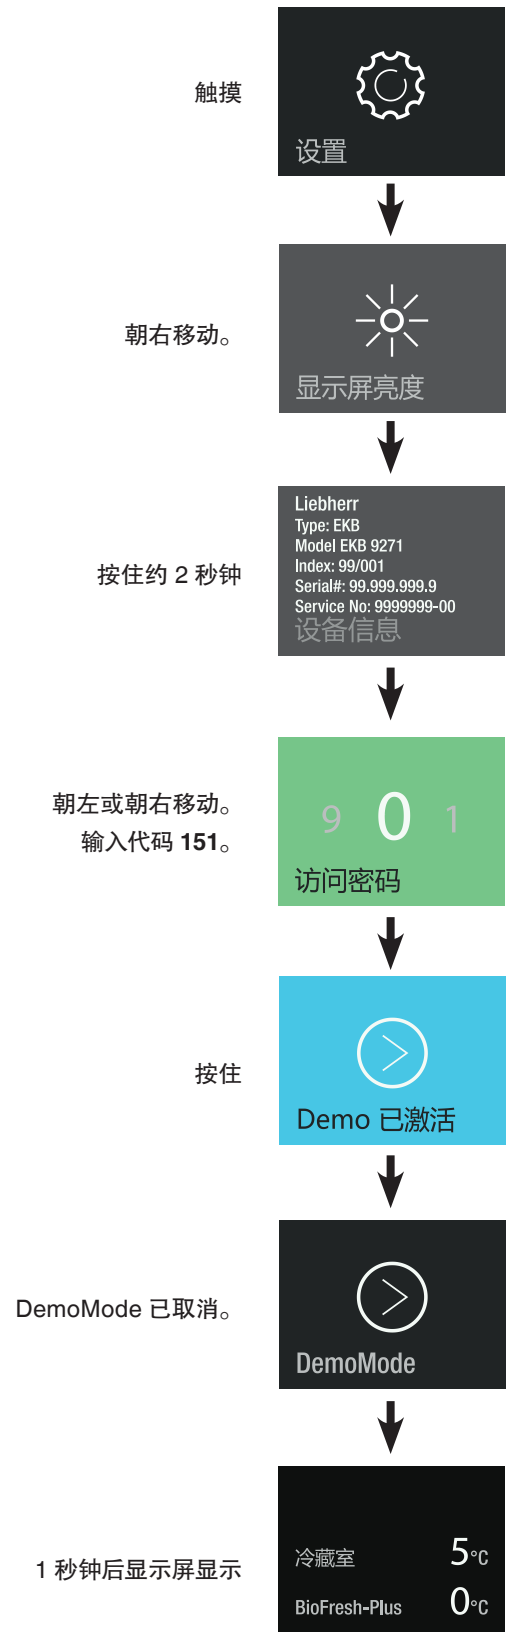 触摸
设置
朝右移动。
显示屏亮度
按住约 2 秒钟
Liebherr
Type: EKB
Model EKB 9271
Index: 99/001
Serial#: 99.999.999.9
Service No: 9999999-00
设备信息
朝左或朝右移动。
输入代码 151。
9 0 1
访问密码
按住
Demo 已激活
DemoMode 已取消。
DemoMode
1 秒钟后显示屏显示
冷藏室 5°C
BioFresh-Plus 0°C